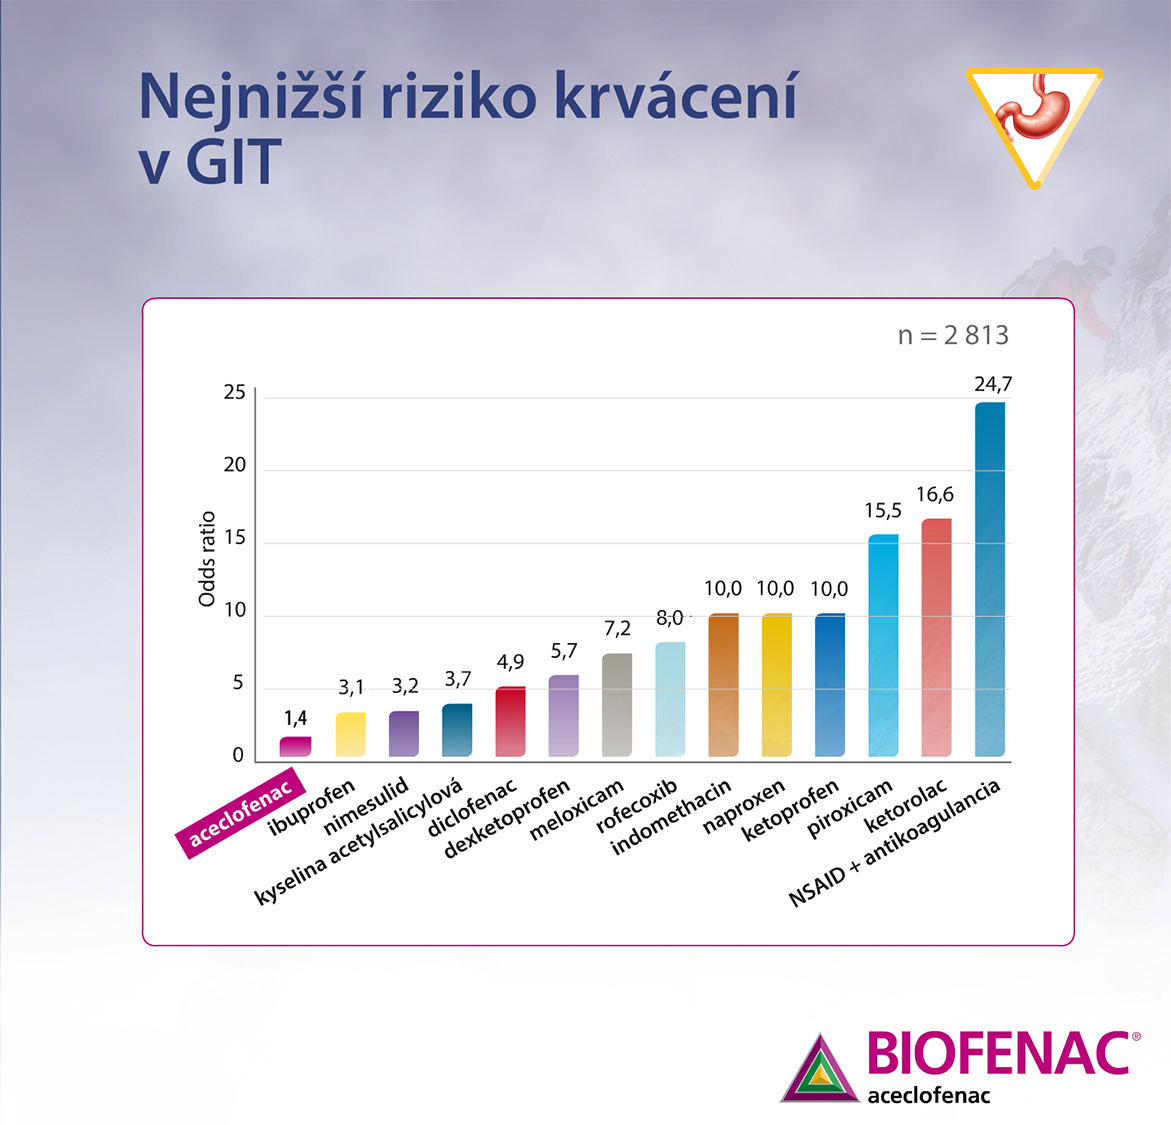 Nejnižší riziko krvácení
v GIT
n = 2 813
Odds ratio
25
20
15
10
5
0
1,4
3,1
3,2
3,7
4,9
5,7
7,2
8,0
10,0
10,0
10,0
15,5
16,6
24,7
aceclofenac
ibuprofen
nimesulid
kyselina acetylsalicylová
diclofenac
dexketoprofen
meloxicam
rofecoxib
indomethacin
naproxen
ketoprofen
piroxicam
ketorolac
NSAID + antikoagulancia
BIOFENAC®
aceclofenac